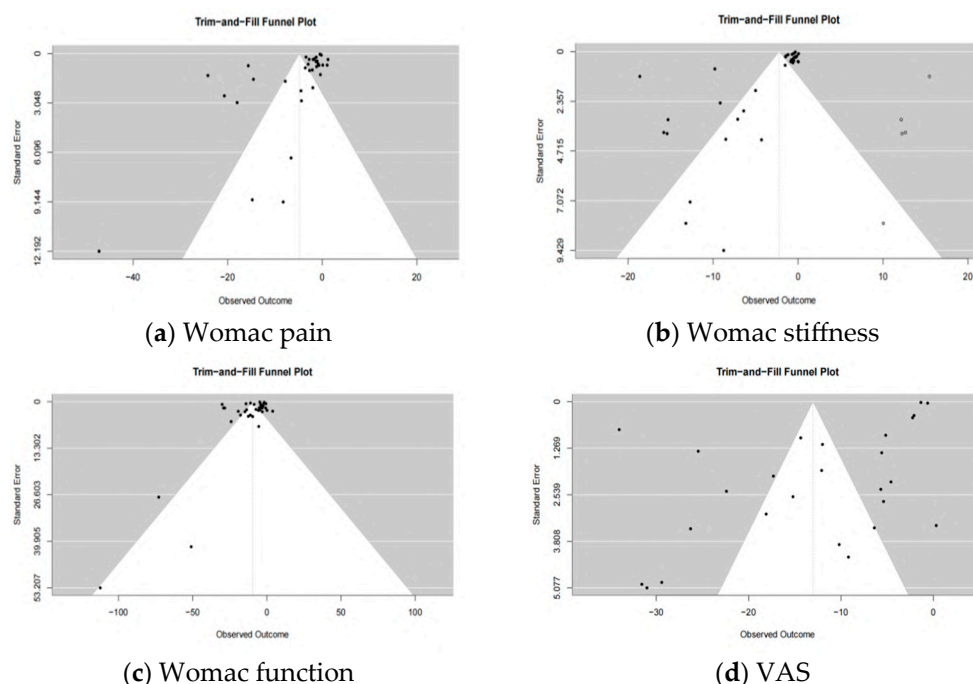 Trim-and-Fill Funnel Plot
Standard Error
0
3.048
6.096
9.144
12.192
−40
−20
0
20
Observed Outcome
(a) Womac pain
Trim-and-Fill Funnel Plot
Standard Error
0
2.357
4.715
7.072
9.429
−20
−10
0
10
20
Observed Outcome
(b) Womac stiffness
Trim-and-Fill Funnel Plot
Standard Error
0
13.302
26.603
39.905
53.207
−100
−50
0
50
100
Observed Outcome
(c) Womac function
Trim-and-Fill Funnel Plot
Standard Error
0
1.269
2.539
3.808
5.077
−30
−20
−10
0
Observed Outcome
(d) VAS